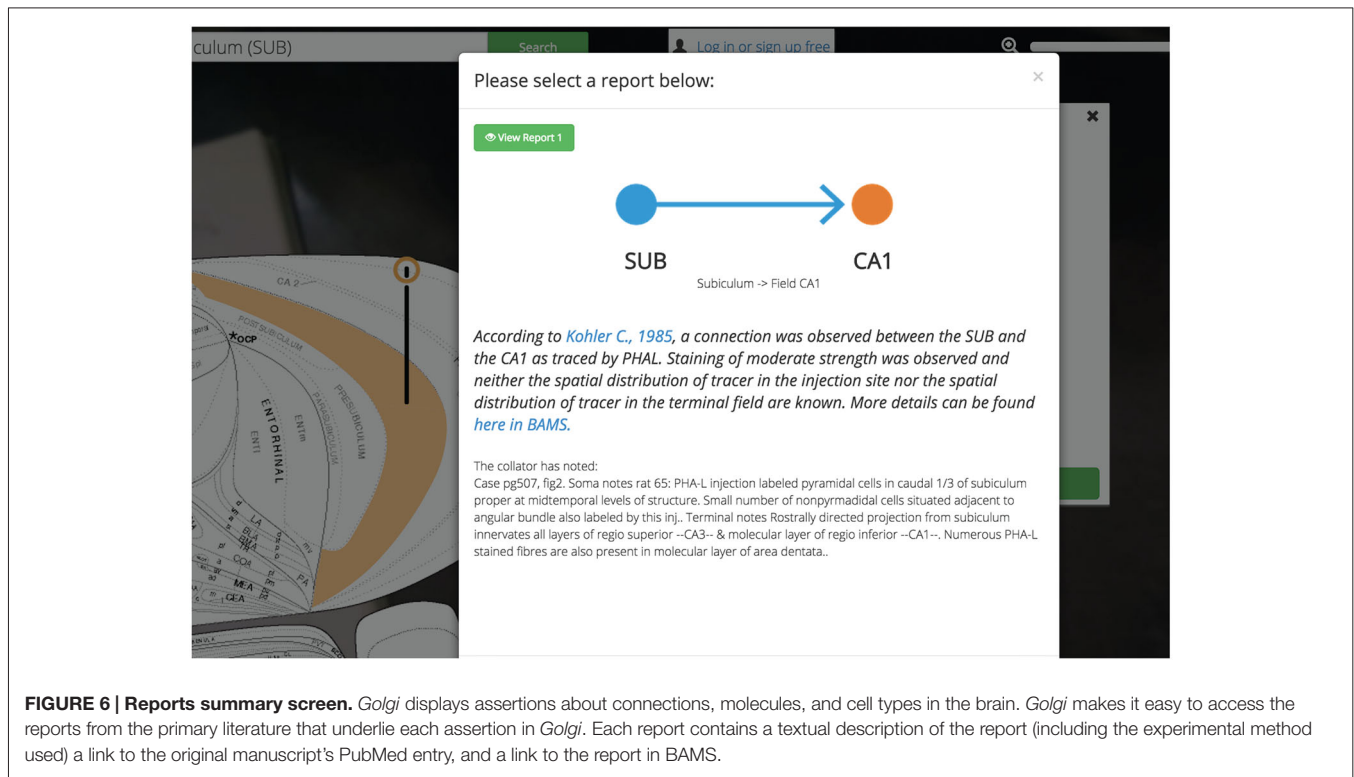 culum (SUB)
Search
Log in or sign up free
Please select a report below:
×
View Report 1
SUB
CA1
Subiculum -> Field CA1
According to Kohler C., 1985, a connection was observed between the SUB and
the CA1 as traced by PHAL. Staining of moderate strength was observed and
neither the spatial distribution of tracer in the injection site nor the spatial
distribution of tracer in the terminal field are known. More details can be found
here in BAMS.
The collator has noted:
Case pg507, fig2. Soma notes rat 65: PHA-L injection labeled pyramidal cells in caudal 1/3 of subiculum
proper at midtemporal levels of structure. Small number of nonpyrmadidal cells situated adjacent to
angular bundle also labeled by this inj.. Terminal notes Rostrally directed projection from subiculum
innervates all layers of regio superior --CA3-- & molecular layer of regio inferior --CA1--. Numerous PHA-L
stained fibres are also present in molecular layer of area dentata..
CA 2
POSTSUBICULUM
*OCP
PRESUBICULUM
PARASUBICULUM
ENTm
ENTORHINAL
ENTl
LA
BLA
BMA
COA
PA
MEA
CEA
FIGURE 6 | Reports summary screen. Golgi displays assertions about connections, molecules, and cell types in the brain. Golgi makes it easy to access the
reports from the primary literature that underlie each assertion in Golgi. Each report contains a textual description of the report (including the experimental method
used) a link to the original manuscript's PubMed entry, and a link to the report in BAMS.